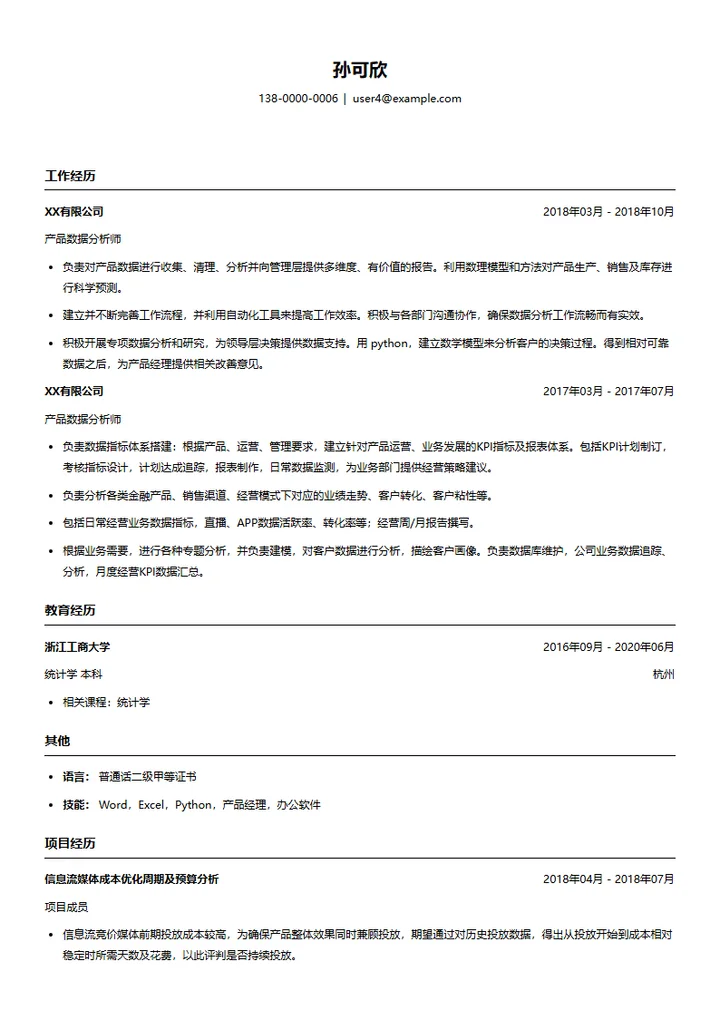 孙可欣
138-0000-0006 | user4@example.com
工作经历
XX有限公司 2018年03月 - 2018年10月
产品数据分析师
• 负责对产品数据进行收集、清理、分析并向管理层提供多维度、有价值的报告。利用数理模型和方法对产品生产、销售及库存进
行科学预测。
• 建立并不断完善工作流程，并利用自动化工具来提高工作效率。积极与各部门沟通协作，确保数据分析工作流畅而有实效。
• 积极开展专项数据分析和研究，为领导层决策提供数据支持。用 python，建立数学模型来分析客户的决策过程。得到相对可靠
数据之后，为产品经理提供相关改善意见。
XX有限公司 2017年03月 - 2017年07月
产品数据分析师
• 负责数据指标体系搭建：根据产品、运营、管理要求，建立针对产品运营、业务发展的KPI指标及报表体系。包括KPI计划制订，
考核指标设计，计划达成追踪，报表制作，日常数据监测，为业务部门提供经营策略建议。
• 负责分析各类金融产品、销售渠道、经营模式下对应的业绩走势、客户转化、客户粘性等。
• 包括日常经营业务数据指标，直播、APP数据活跃率、转化率等；经营周/月报告撰写。
• 根据业务需要，进行各种专题分析，并负责建模，对客户数据进行分析，描绘客户画像。负责数据库维护，公司业务数据追踪、
分析，月度经营KPI数据汇总。
教育经历
浙江工商大学 2016年09月 - 2020年06月
统计学 本科 杭州
• 相关课程：统计学
其他
• 语言： 普通话二级甲等证书
• 技能： Word，Excel，Python，产品经理，办公软件
项目经历
信息流媒体成本优化周期及预算分析 2018年04月 - 2018年07月
项目成员
• 信息流竞价媒体前期投放成本较高，为确保产品整体效果同时兼顾投放，期望通过对历史投放数据，得出从投放开始到成本相对
稳定时所需天数及花费，以此评判是否持续投放。